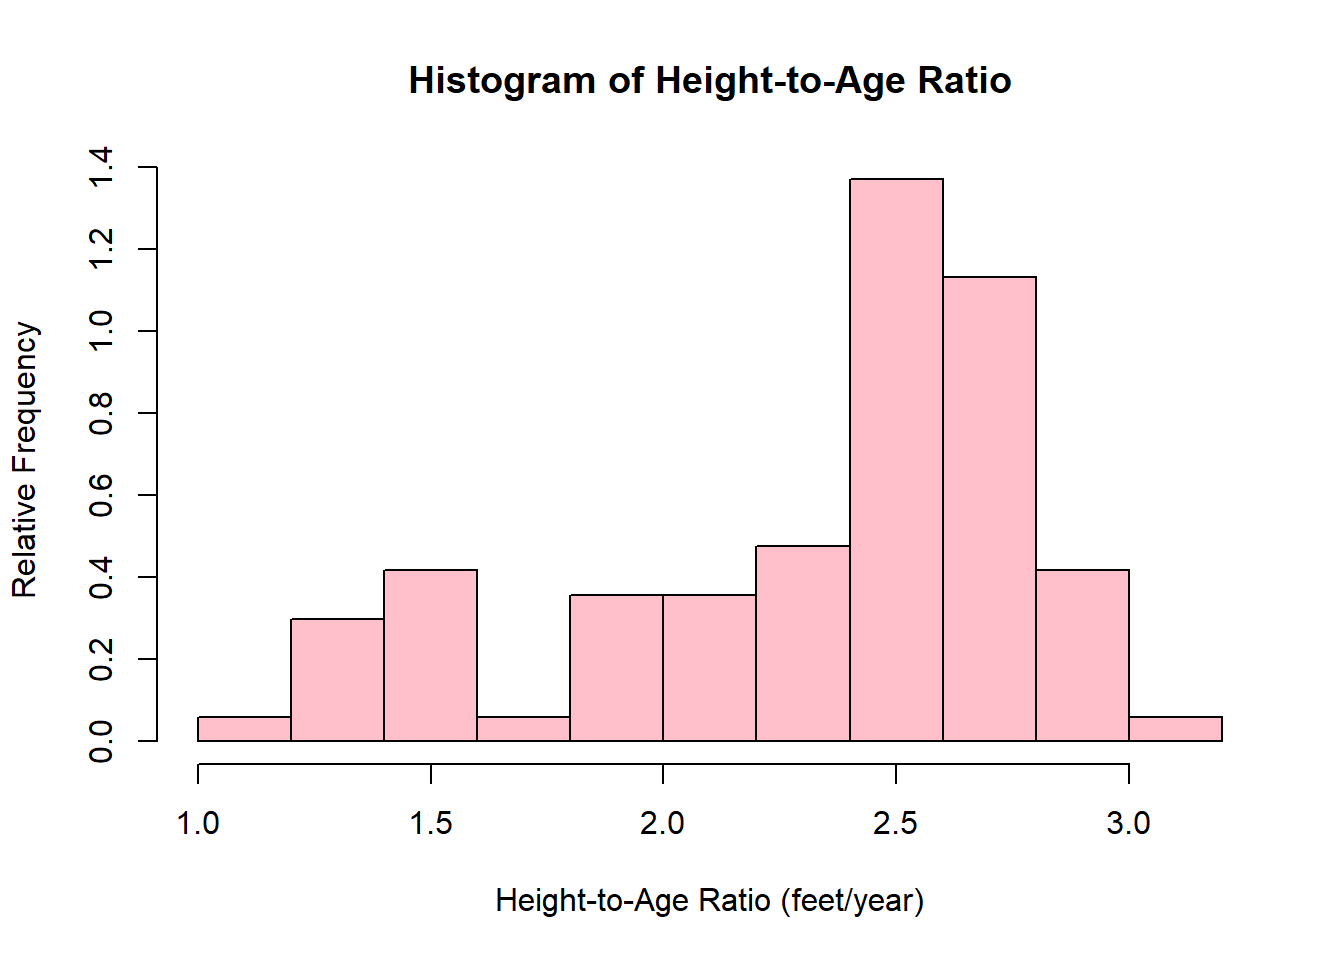 Histogram of Height-to-Age Ratio
Relative Frequency
1.4
1.2
1.0
0.8
0.6
0.4
0.2
0.0
1.0 1.5 2.0 2.5 3.0
Height-to-Age Ratio (feet/year)